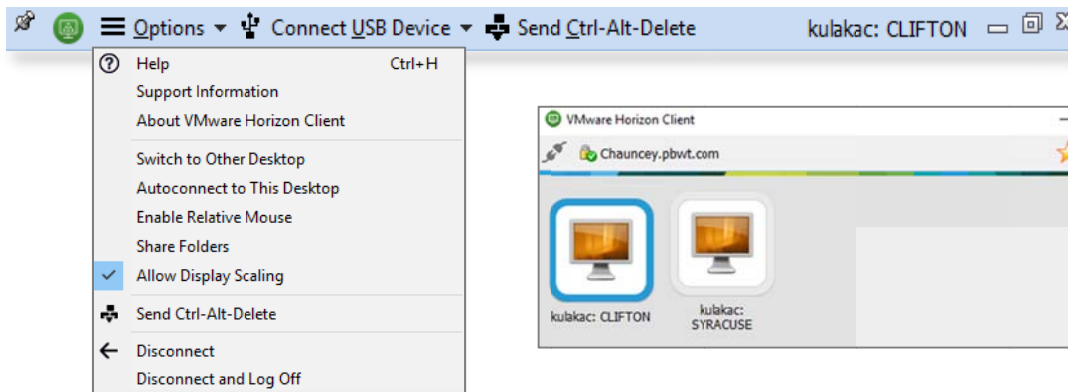 Options Connect USB Device Send Ctrl-Alt-Delete kulakac: CLIFTON
Help Ctrl+H
Support Information
About VMware Horizon Client
Switch to Other Desktop
Autoconnect to This Desktop
Enable Relative Mouse
Share Folders
Allow Display Scaling
Send Ctrl-Alt-Delete
Disconnect
Disconnect and Log Off
VMware Horizon Client
Chauncey.pbwt.com
kulakac: CLIFTON
kulakac:
SYRACUSE